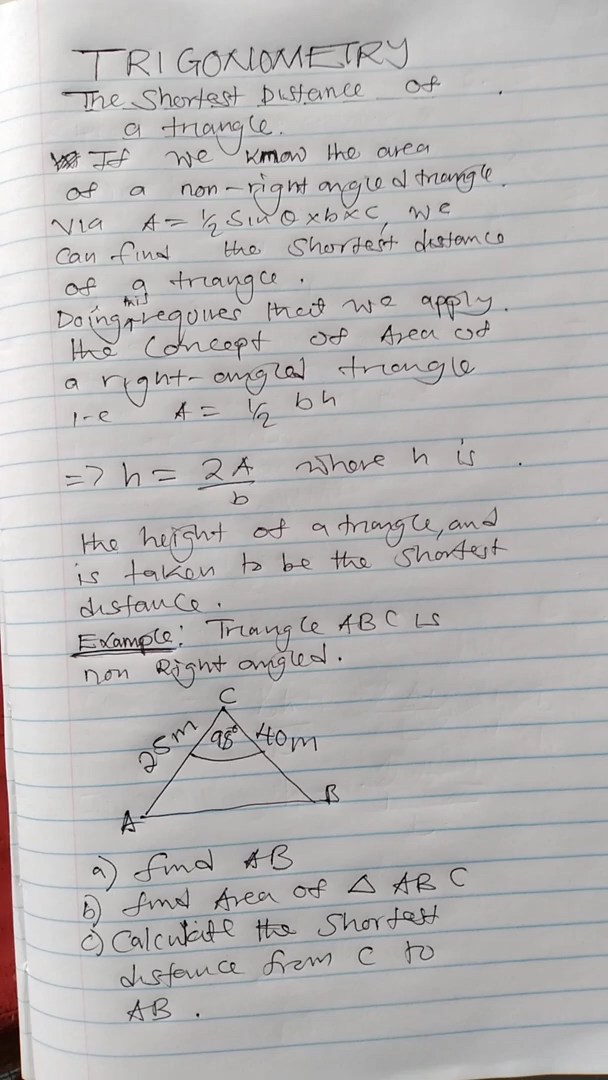 TRIGONOMETRY
The Shortest Distance of
a triangle.
If we know the area
of a non-right angled triangle.
via A = 1/2 Sin θ x b x c, we
Can find the Shortest distance
of a triangle.
Doing this requires that we apply.
the Concept of Area of
a right-angled triangle
i-e A = 1/2 bh
=> h = 2A/b where h is.
the height of a triangle, and
is taken to be the shortest
distance.
Example: Triangle ABC is
non Right angled.
C
25m 98° 40m
A B
a) find AB
b) find Area of △ ABC
c) Calculate the Shortest
distance from C to
AB.